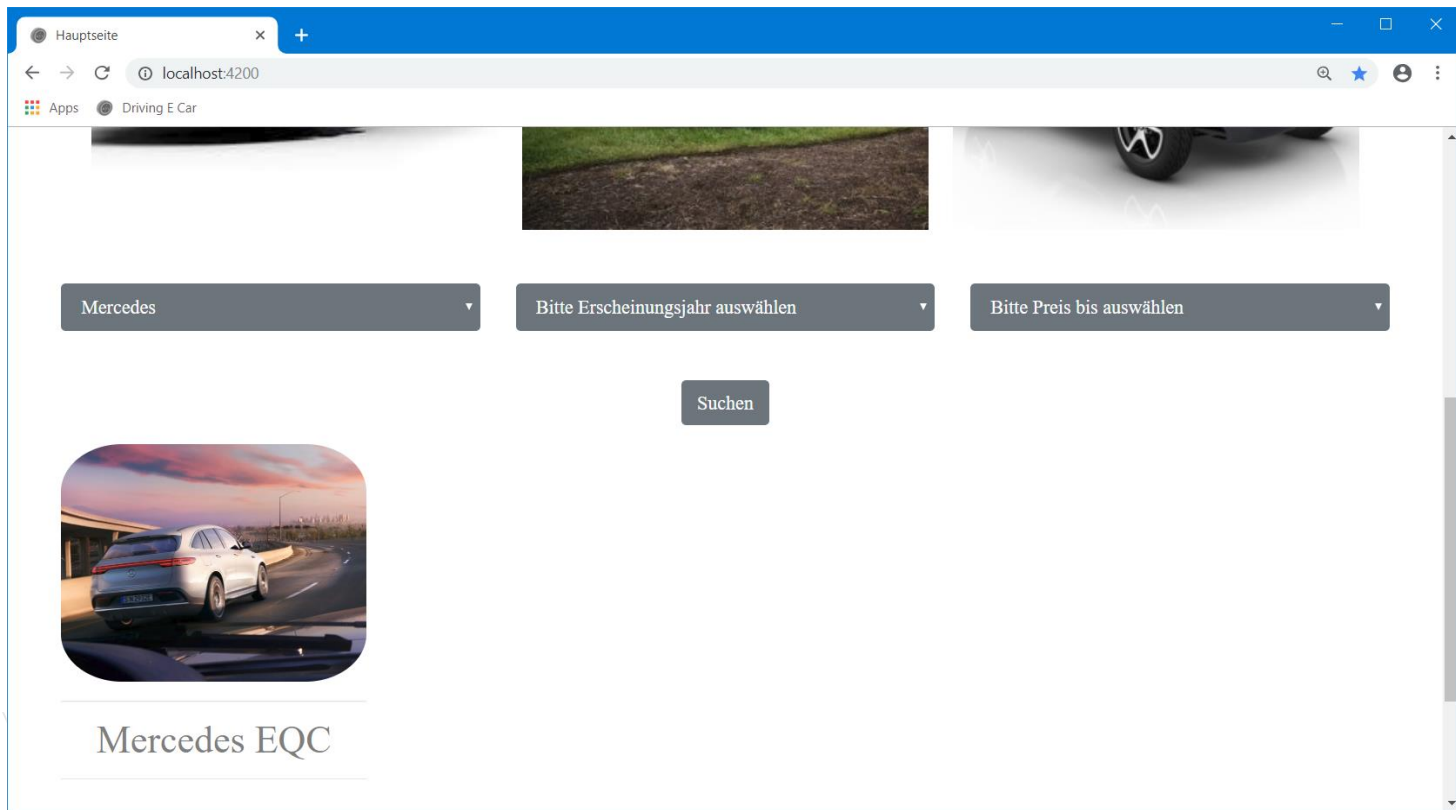 Hauptseite
localhost:4200
Apps
Driving E Car
Mercedes
Bitte Erscheinungsjahr auswählen
Bitte Preis bis auswählen
Suchen
Mercedes EQC